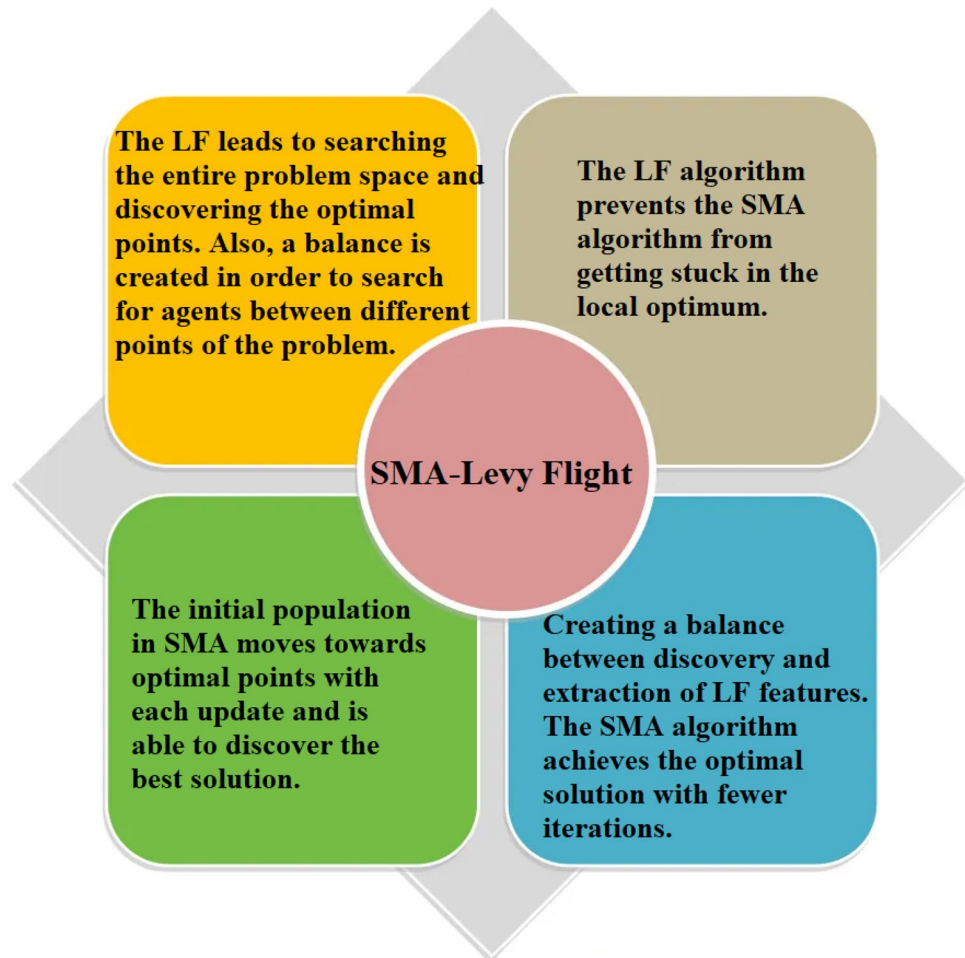 The LF leads to searching
the entire problem space and
discovering the optimal
points. Also, a balance is
created in order to search
for agents between different
points of the problem.
The LF algorithm
prevents the SMA
algorithm from
getting stuck in the
local optimum.
SMA-Levy Flight
The initial population
in SMA moves towards
optimal points with
each update and is
able to discover the
best solution.
Creating a balance
between discovery and
extraction of LF features.
The SMA algorithm
achieves the optimal
solution with fewer
iterations.